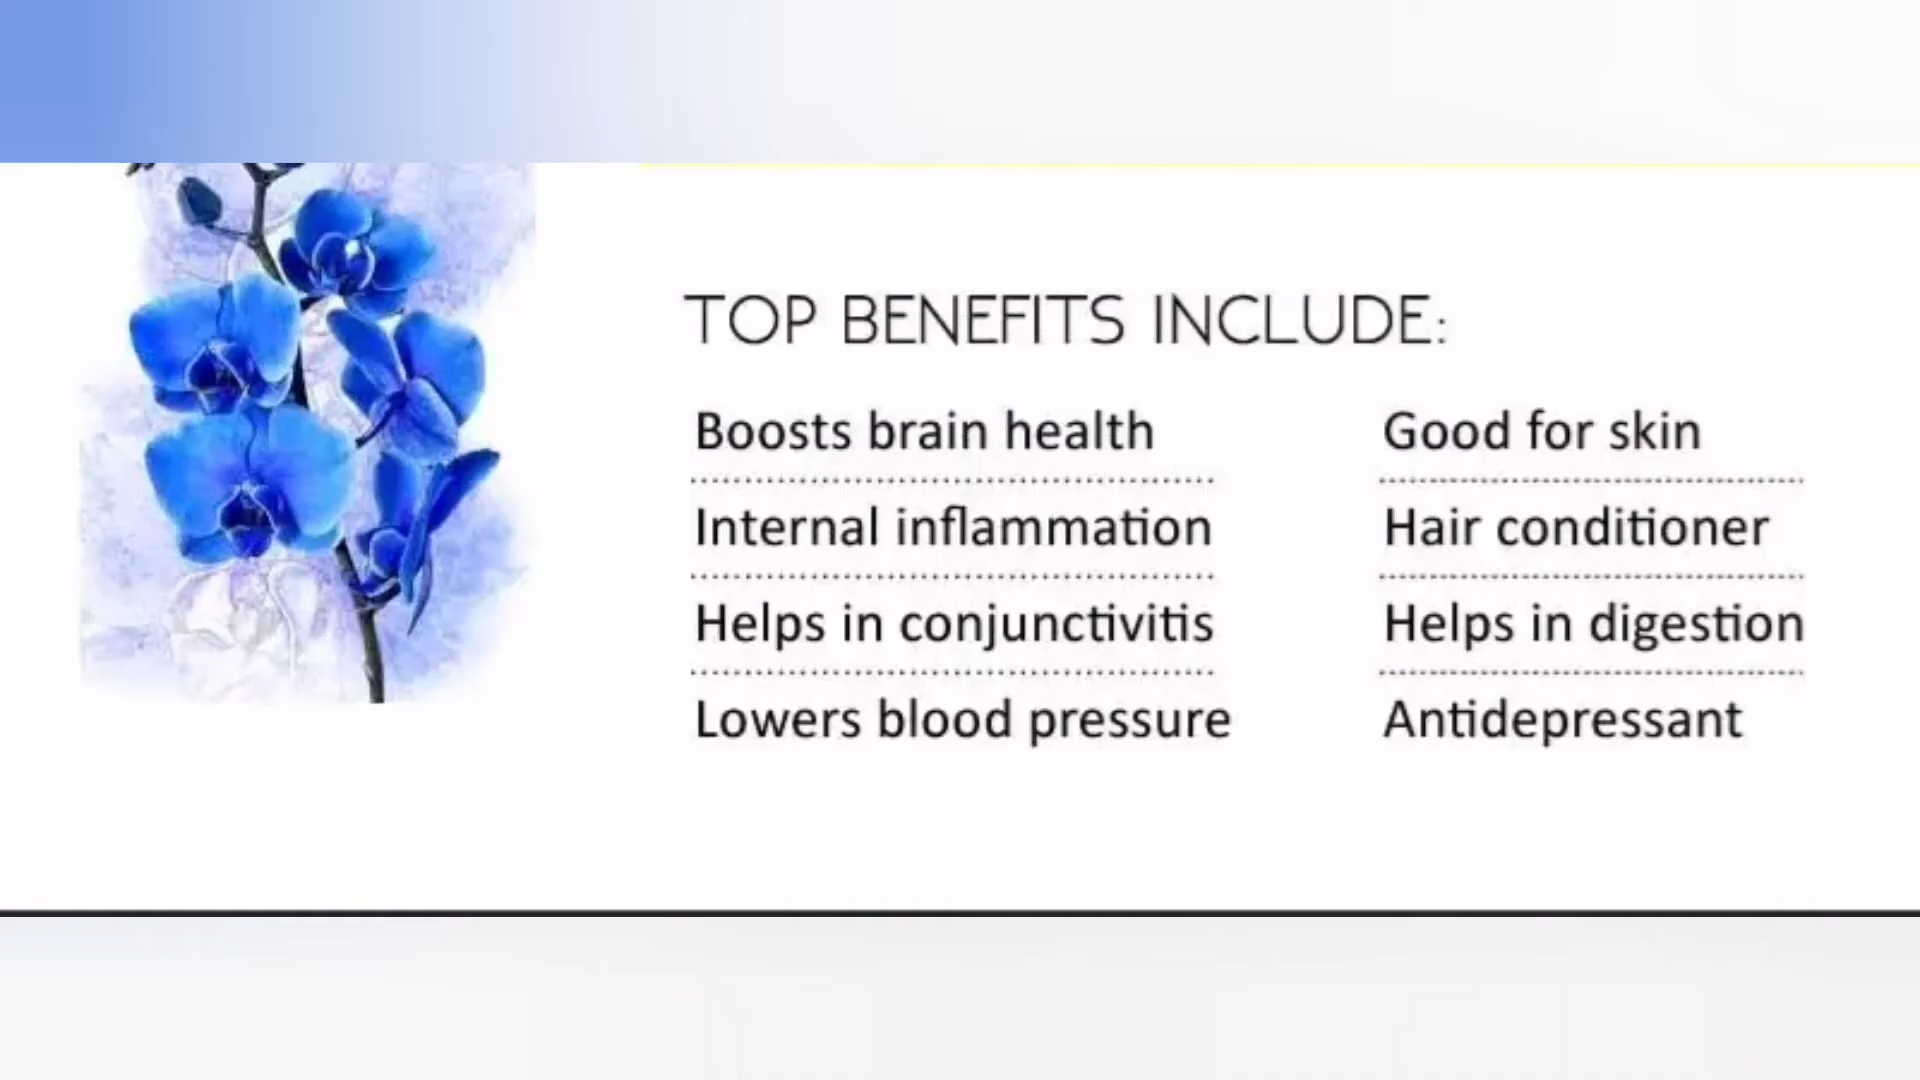 TOP BENEFITS INCLUDE:
Boosts brain health
Internal inflammation
Helps in conjunctivitis
Lowers blood pressure
Good for skin
Hair conditioner
Helps in digestion
Antidepressant